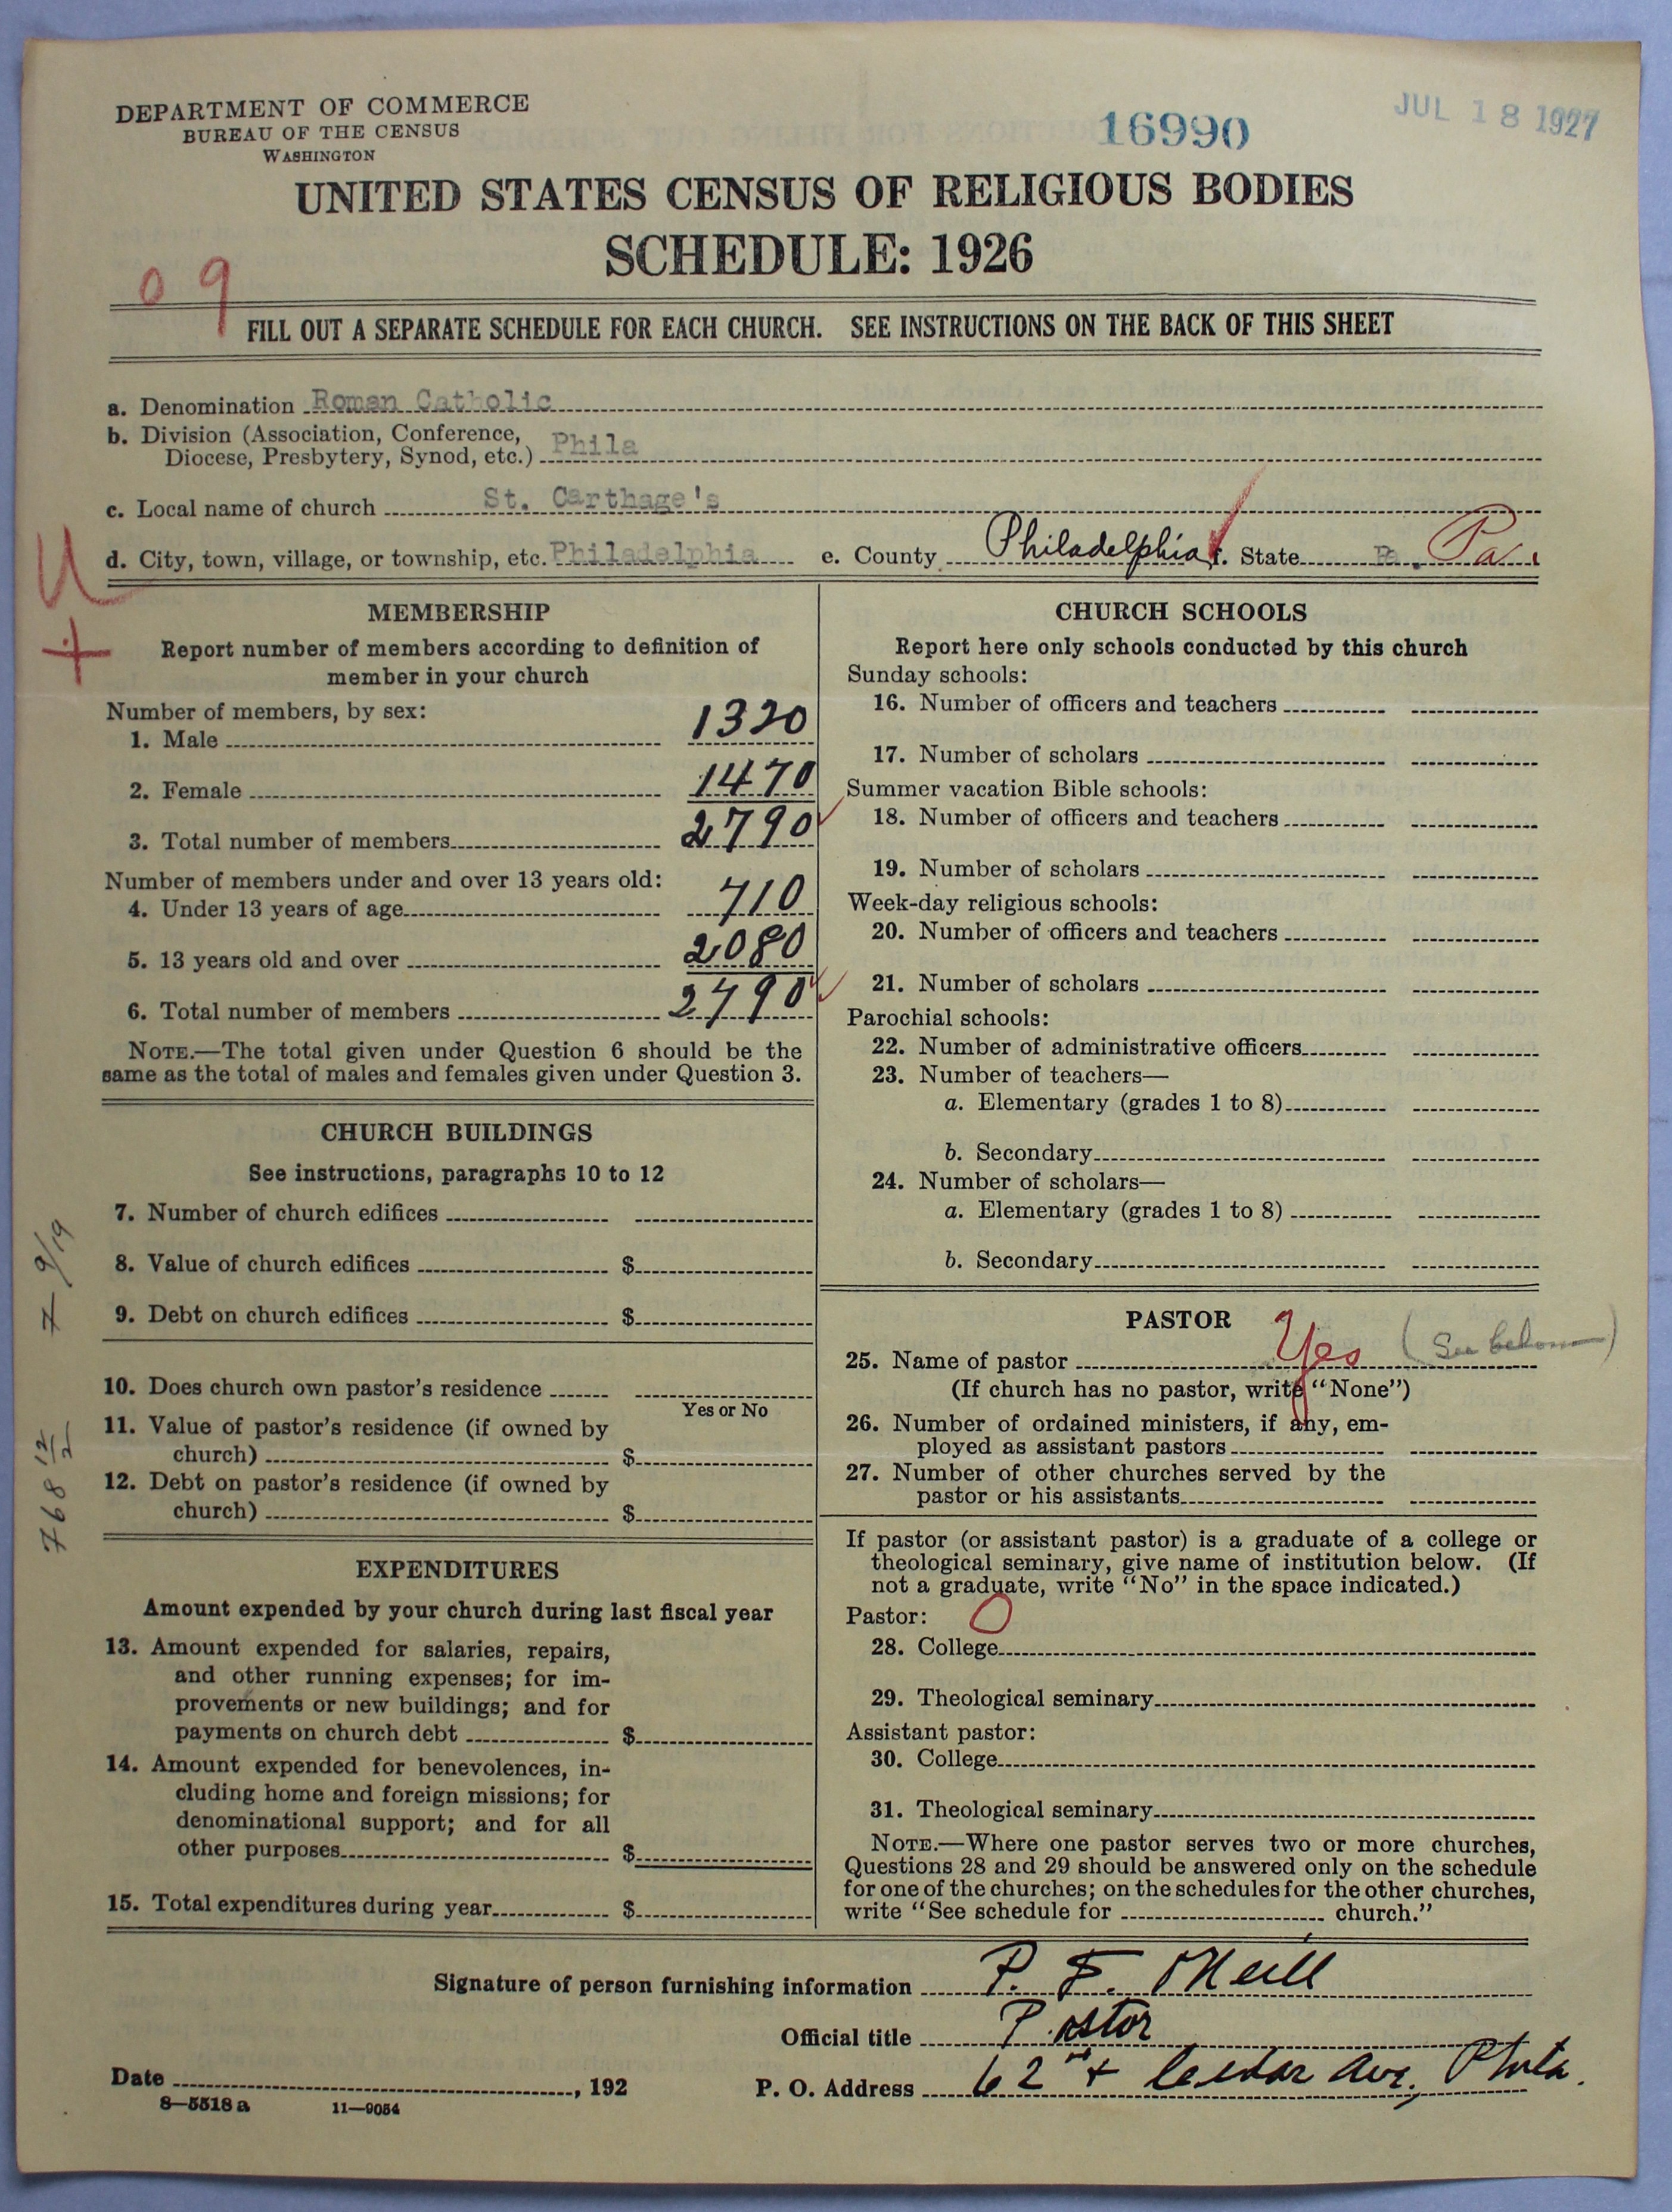 DEPARTMENT OF COMMERCE
BUREAU OF THE CENSUS
WASHINGTON
16990
JUL 18 1927
UNITED STATES CENSUS OF RELIGIOUS BODIES
SCHEDULE: 1926
09
FILL OUT A SEPARATE SCHEDULE FOR EACH CHURCH. SEE INSTRUCTIONS ON THE BACK OF THIS SHEET
a. Denomination Roman Catholic
b. Division (Association, Conference,
Diocese, Presbytery, Synod, etc.) Phila
c. Local name of church St. Carthage's
d. City, town, village, or township, etc. Philadelphia e. County Philadelphia f. State Pa. Pa.
MEMBERSHIP
Report number of members according to definition of
member in your church
Number of members, by sex:
1. Male 1320
2. Female 1470
3. Total number of members 2790
Number of members under and over 13 years old:
4. Under 13 years of age 710
5. 13 years old and over 2080
6. Total number of members 2790
NOTE.—The total given under Question 6 should be the
same as the total of males and females given under Question 3.
CHURCH BUILDINGS
See instructions, paragraphs 10 to 12
7. Number of church edifices
8. Value of church edifices $
9. Debt on church edifices $
10. Does church own pastor's residence
Yes or No
11. Value of pastor's residence (if owned by
church) $
12. Debt on pastor's residence (if owned by
church) $
EXPENDITURES
Amount expended by your church during last fiscal year
13. Amount expended for salaries, repairs,
and other running expenses; for im-
provements or new buildings; and for
payments on church debt $
14. Amount expended for benevolences, in-
cluding home and foreign missions; for
denominational support; and for all
other purposes $
15. Total expenditures during year $
CHURCH SCHOOLS
Report here only schools conducted by this church
Sunday schools:
16. Number of officers and teachers
17. Number of scholars
Summer vacation Bible schools:
18. Number of officers and teachers
19. Number of scholars
Week-day religious schools:
20. Number of officers and teachers
21. Number of scholars
Parochial schools:
22. Number of administrative officers
23. Number of teachers—
a. Elementary (grades 1 to 8)
b. Secondary
24. Number of scholars—
a. Elementary (grades 1 to 8)
b. Secondary
PASTOR
25. Name of pastor Yes (See below)
(If church has no pastor, write "None")
26. Number of ordained ministers, if any, em-
ployed as assistant pastors
27. Number of other churches served by the
pastor or his assistants
If pastor (or assistant pastor) is a graduate of a college or
theological seminary, give name of institution below. (If
not a graduate, write "No" in the space indicated.)
Pastor: O
28. College
29. Theological seminary
Assistant pastor:
30. College
31. Theological seminary
NOTE.—Where one pastor serves two or more churches,
Questions 28 and 29 should be answered only on the schedule
for one of the churches; on the schedules for the other churches,
write "See schedule for church."
Signature of person furnishing information P. F. O'Neill
Official title Pastor
Date , 192
P. O. Address 62nd + Cedar Ave, Phila.
8—5518a 11—9054